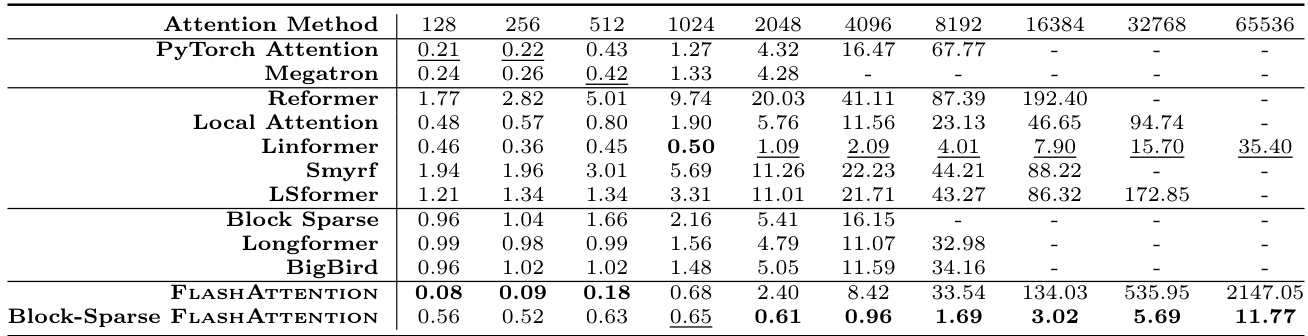 Attention Method 128 256 512 1024 2048 4096 8192 16384 32768 65536
PyTorch Attention 0.21 0.22 0.43 1.27 4.32 16.47 67.77 - - -
Megatron 0.24 0.26 0.42 1.33 4.28 - - - - -
Reformer 1.77 2.82 5.01 9.74 20.03 41.11 87.39 192.40 - -
Local Attention 0.48 0.57 0.80 1.90 5.76 11.56 23.13 46.65 94.74 -
Linformer 0.46 0.36 0.45 0.50 1.09 2.09 4.01 7.90 15.70 35.40
Smyrf 1.94 1.96 3.01 5.69 11.26 22.23 44.21 88.22 - -
LSformer 1.21 1.34 1.34 3.31 11.01 21.71 43.27 86.32 172.85 -
Block Sparse 0.96 1.04 1.66 2.16 5.41 16.15 - - - -
Longformer 0.99 0.98 0.99 1.56 4.79 11.07 32.98 - - -
BigBird 0.96 1.02 1.02 1.48 5.05 11.59 34.16 - - -
FlashAttention 0.08 0.09 0.18 0.68 2.40 8.42 33.54 134.03 535.95 2147.05
Block-Sparse FlashAttention 0.56 0.52 0.63 0.65 0.61 0.96 1.69 3.02 5.69 11.77